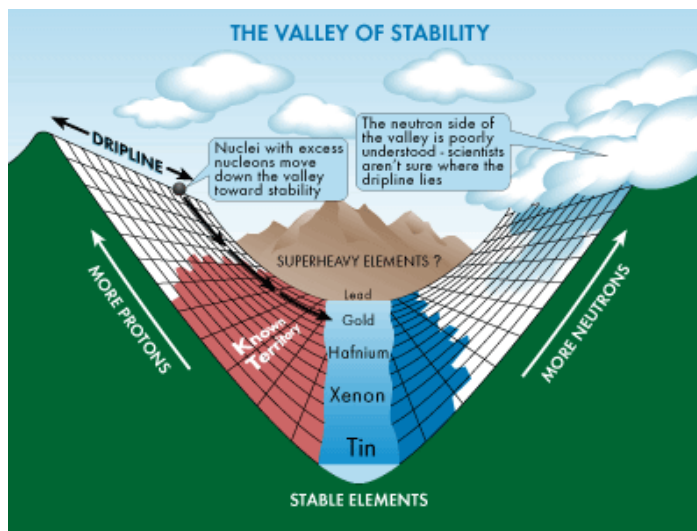 THE VALLEY OF STABILITY
DRIPLINE
Nuclei with excess
nucleons move
down the valley
toward stability
The neutron side of
the valley is poorly
understood - scientists
aren't sure where the
dripline lies
SUPERHEAVY ELEMENTS ?
MORE PROTONS
Known
Territory
Lead
Gold
Hafnium
Xenon
Tin
MORE NEUTRONS
STABLE ELEMENTS